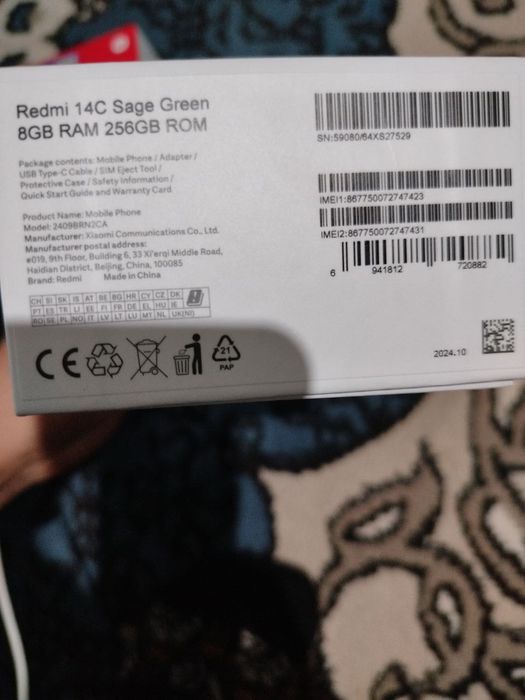 Redmi 14C Sage Green
8GB RAM 256GB ROM
Package contents: Mobile Phone / Adapter /
USB Type-C Cable / SIM Eject Tool /
Protective Case / Safety Information /
Quick Start Guide and Warranty Card
Product Name: Mobile Phone
Model: 2409BRN2CA
Manufacturer: Xiaomi Communications Co., Ltd.
Manufacturer postal address:
#019, 9th Floor, Building 6, 33 Xi'erqi Middle Road,
Haidian District, Beijing, China, 100085
Brand: Redmi Made in China
CH SI SK IS AT BE BG HR CY CZ DK
PT ES TR LI EE FI FR DE EL HU IE
RO SE PL NO IT LV LT LU MT NL UK(NI)
CE
21
PAP
SN:59080/64XS27529
IMEI1:867750072747423
IMEI2:867750072747431
6 941812 720882
2024.10